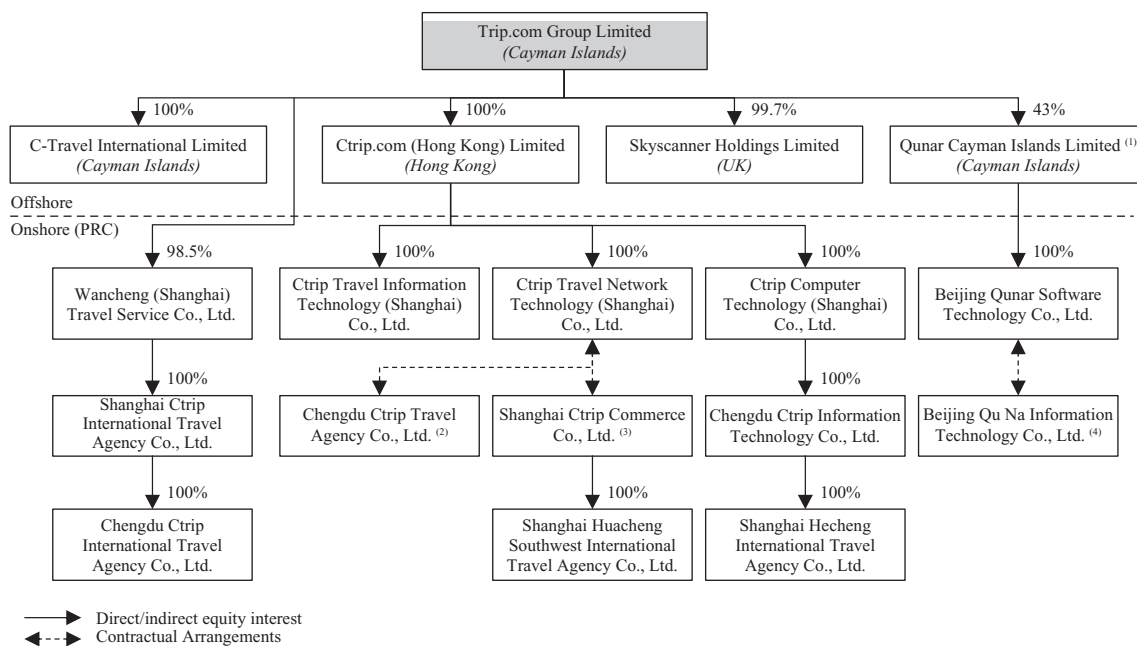 Trip.com Group Limited
(Cayman Islands)
100%
100%
99.7%
43%
C-Travel International Limited
(Cayman Islands)
Ctrip.com (Hong Kong) Limited
(Hong Kong)
Skyscanner Holdings Limited
(UK)
Qunar Cayman Islands Limited (1)
(Cayman Islands)
Offshore
Onshore (PRC)
98.5%
100%
100%
100%
100%
Wancheng (Shanghai)
Travel Service Co., Ltd.
Ctrip Travel Information
Technology (Shanghai)
Co., Ltd.
Ctrip Travel Network
Technology (Shanghai)
Co., Ltd.
Ctrip Computer
Technology (Shanghai)
Co., Ltd.
Beijing Qunar Software
Technology Co., Ltd.
100%
100%
Shanghai Ctrip
International Travel
Agency Co., Ltd.
Chengdu Ctrip Travel
Agency Co., Ltd. (2)
Shanghai Ctrip Commerce
Co., Ltd. (3)
Chengdu Ctrip Information
Technology Co., Ltd.
Beijing Qu Na Information
Technology Co., Ltd. (4)
100%
100%
100%
Chengdu Ctrip
International Travel
Agency Co., Ltd.
Shanghai Huacheng
Southwest International
Travel Agency Co., Ltd.
Shanghai Hecheng
International Travel
Agency Co., Ltd.
Direct/indirect equity interest
Contractual Arrangements